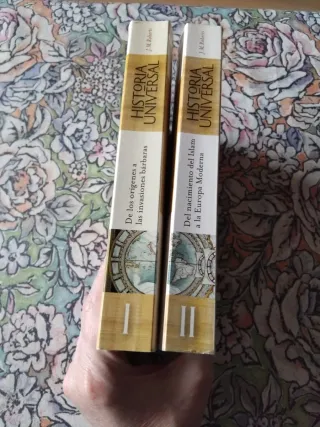 J. M. Roberts
HISTORIA
UNIVERSAL
De los orígenes a
las invasiones bárbaras
I
J. M. Roberts
HISTORIA
UNIVERSAL
Del nacimiento del Islam
a la Europa Moderna
II